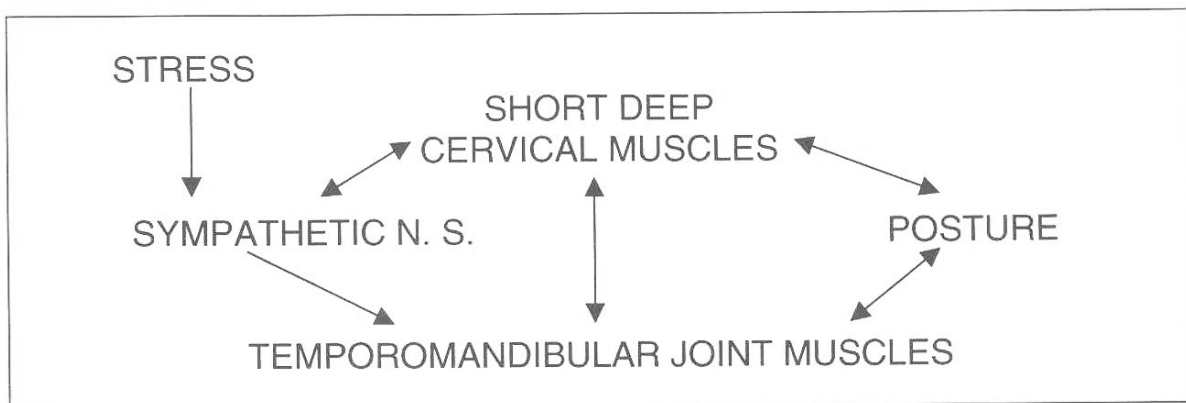 STRESS
SHORT DEEP
CERVICAL MUSCLES
SYMPATHETIC N. S.
POSTURE
TEMPOROMANDIBULAR JOINT MUSCLES